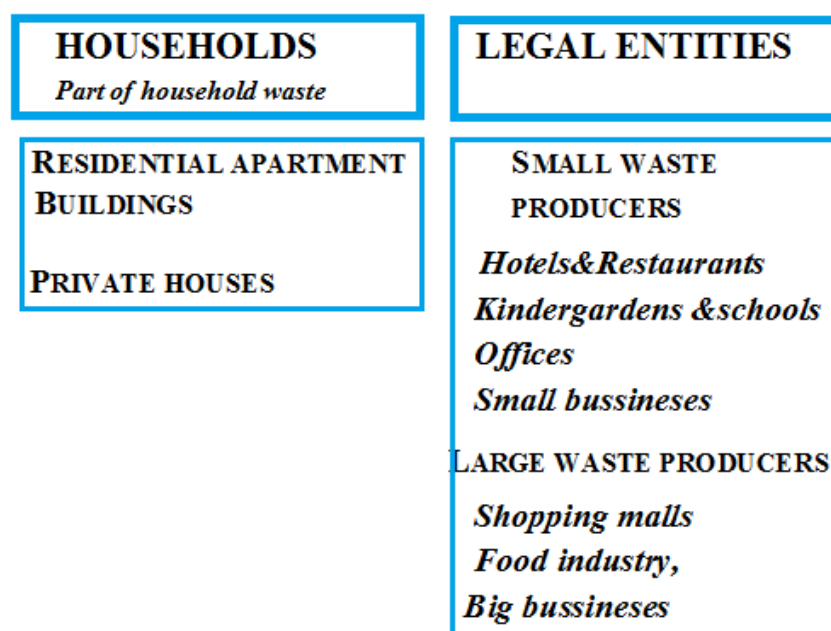 HOUSEHOLDS
Part of household waste
RESIDENTIAL APARTMENT
BUILDINGS
PRIVATE HOUSES
LEGAL ENTITIES
SMALL WASTE
PRODUCERS
Hotels&Restaurants
Kindergardens &schools
Offices
Small bussineses
LARGE WASTE PRODUCERS
Shopping malls
Food industry,
Big bussineses